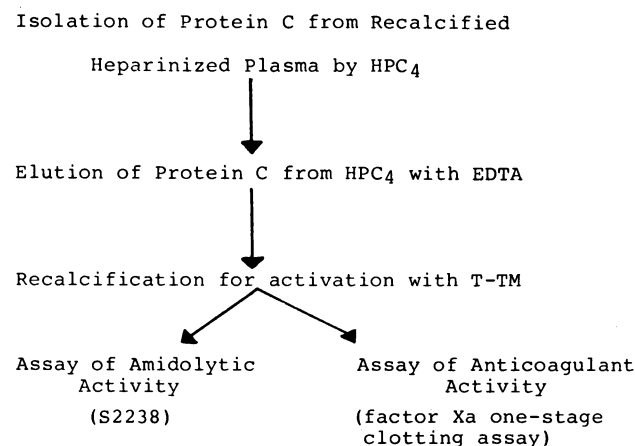 Isolation of Protein C from Recalcified
Heparinized Plasma by HPC4
Elution of Protein C from HPC4 with EDTA
Recalcification for activation with T-TM
Assay of Amidolytic
Activity
(S2238)
Assay of Anticoagulant
Activity
(factor Xa one-stage
clotting assay)